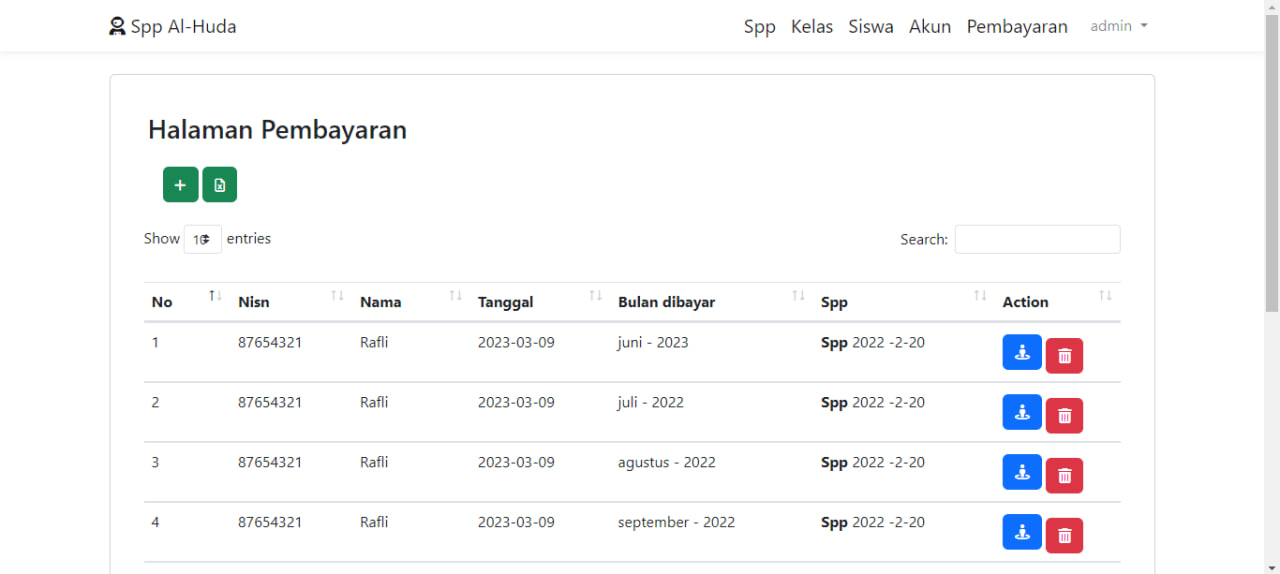 Spp Al-Huda Spp Kelas Siswa Akun Pembayaran admin
Halaman Pembayaran
Show 10 entries Search:
No Nisn Nama Tanggal Bulan dibayar Spp Action
1 87654321 Rafli 2023-03-09 juni - 2023 Spp 2022 -2-20
2 87654321 Rafli 2023-03-09 juli - 2022 Spp 2022 -2-20
3 87654321 Rafli 2023-03-09 agustus - 2022 Spp 2022 -2-20
4 87654321 Rafli 2023-03-09 september - 2022 Spp 2022 -2-20